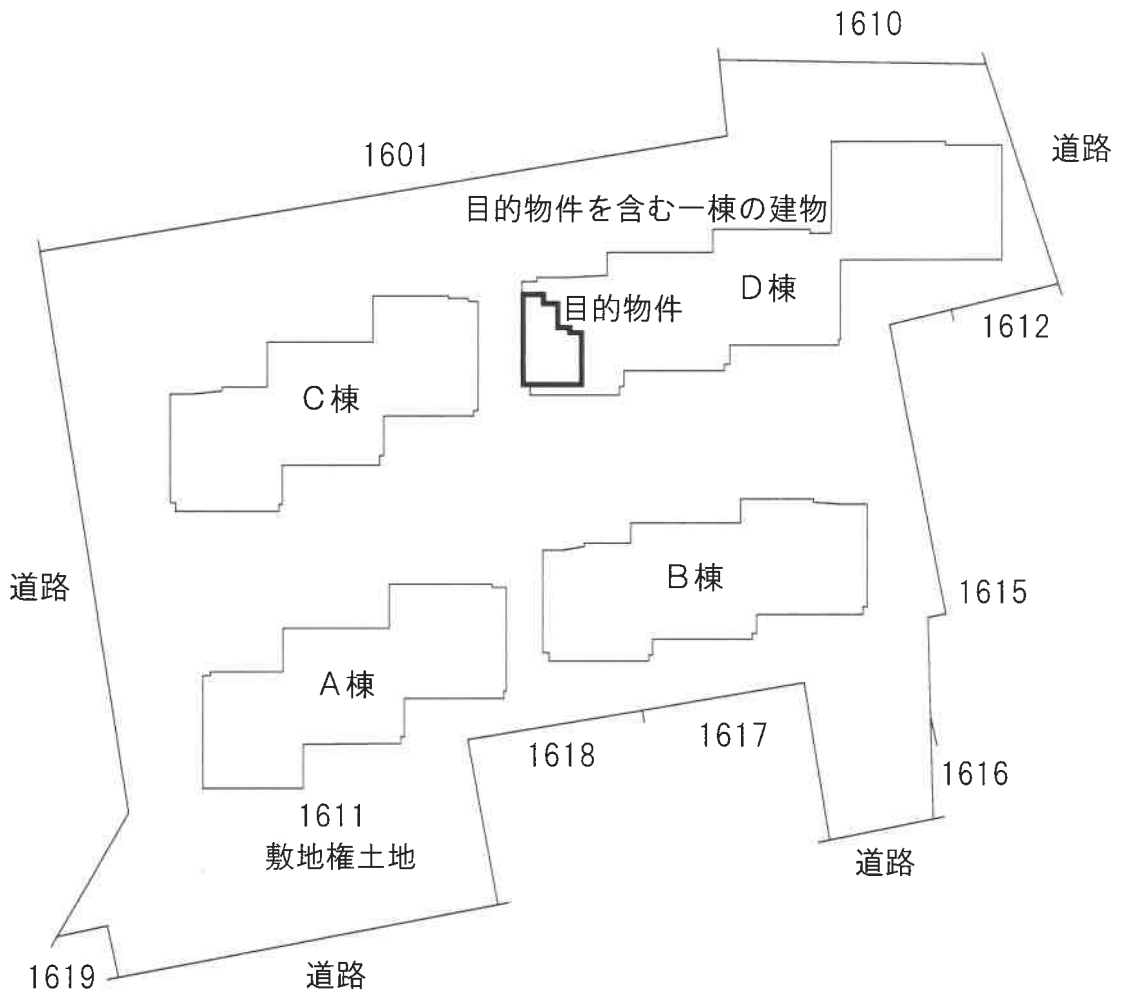 1610
道路
1601
目的物件を含む一棟の建物
D棟
目的物件
1612
C棟
道路
B棟
1615
A棟
1618
1617
1616
1611
敷地権土地
道路
1619
道路